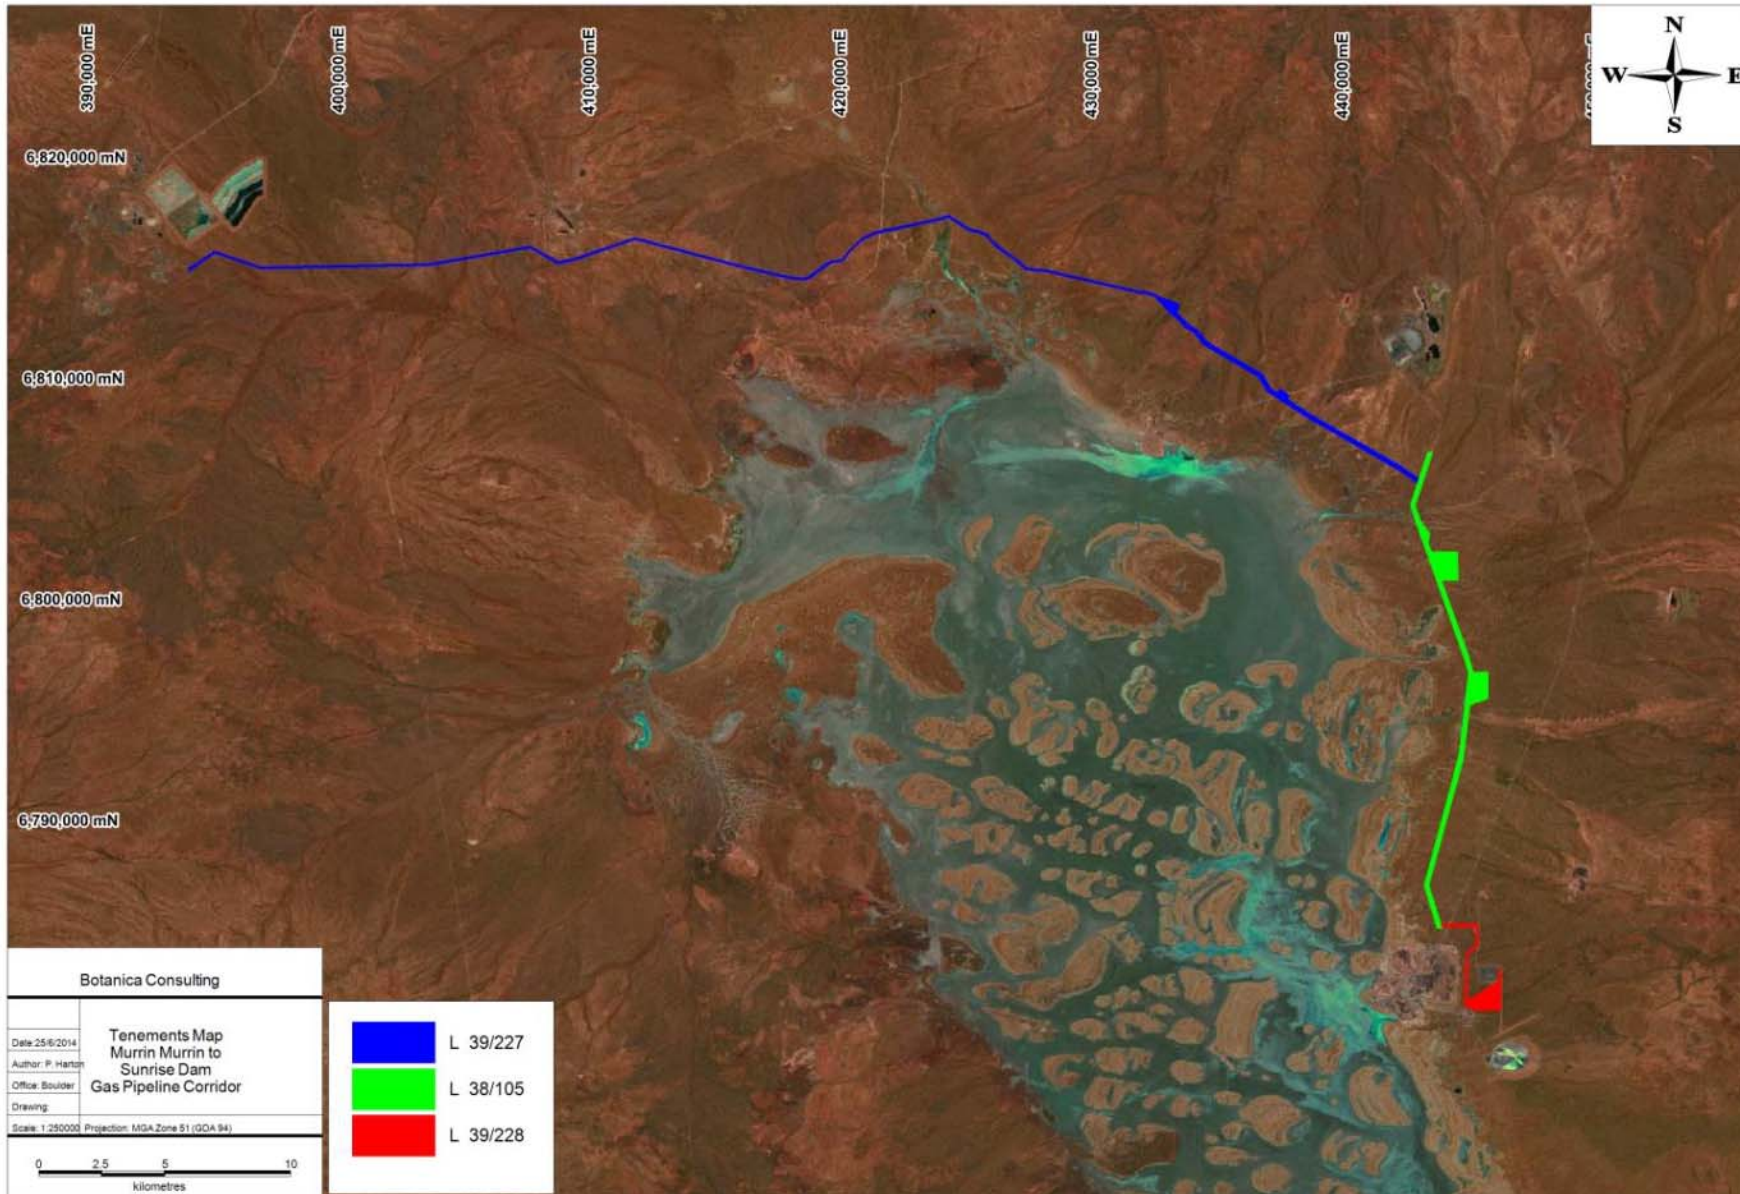 390,000 mE
400,000 mE
410,000 mE
420,000 mE
430,000 mE
440,000 mE
N
W
E
S
6,820,000 mN
6,810,000 mN
6,800,000 mN
6,790,000 mN
Botanica Consulting
Date:25/6/2014
Author: P. Harton
Office: Boulder
Drawing:
Tenements Map
Murrin Murrin to
Sunrise Dam
Gas Pipeline Corridor
Scale: 1:250000 Projection: MGA Zone 51 (GDA 94)
0 2.5 5 10
kilometres
L 39/227
L 38/105
L 39/228